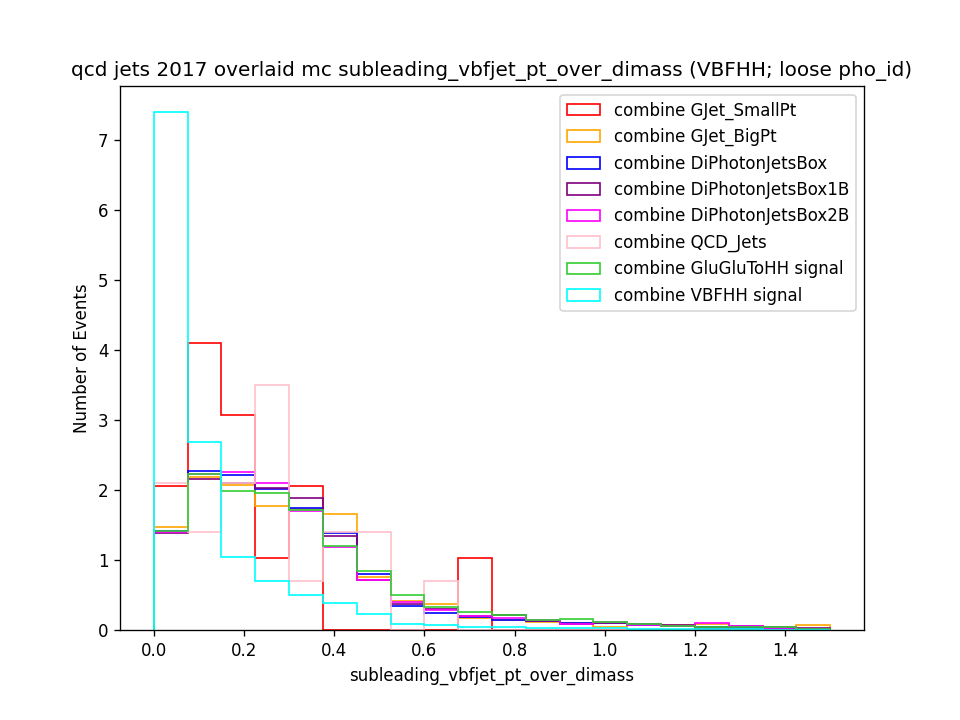 qcd jets 2017 overlaid mc subleading_vbfjet_pt_over_dimass (VBFHH; loose pho_id)
combine GJet_SmallPt
combine GJet_BigPt
combine DiPhotonJetsBox
combine DiPhotonJetsBox1B
combine DiPhotonJetsBox2B
combine QCD_Jets
combine GluGluToHH signal
combine VBFHH signal
Number of Events
7
6
5
4
3
2
1
0
0.0 0.2 0.4 0.6 0.8 1.0 1.2 1.4
subleading_vbfjet_pt_over_dimass